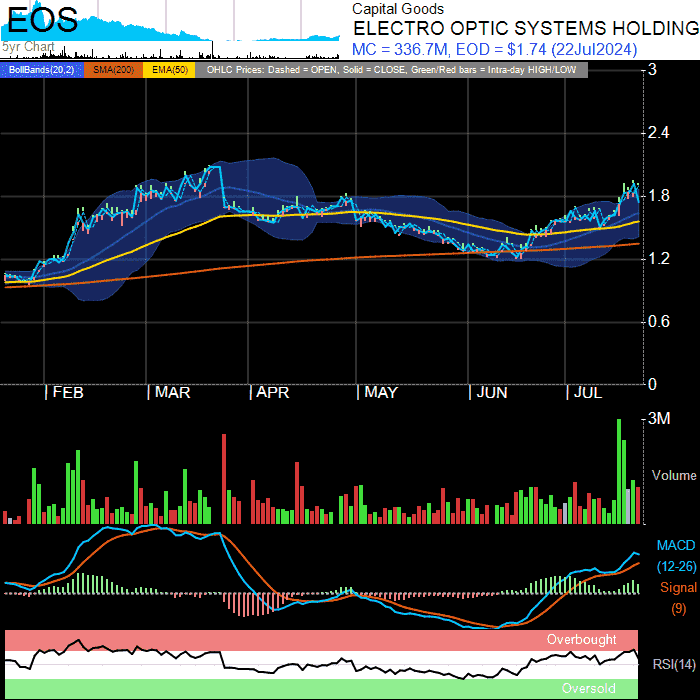 EOS
5yr Chart
Capital Goods
ELECTRO OPTIC SYSTEMS HOLDING
MC = 336.7M, EOD = $1.74 (22Jul2024)
BollBands(20,2) SMA(200) EMA(50) OHLC Prices: Dashed = OPEN, Solid = CLOSE, Green/Red bars = Intra-day HIGH/LOW
3
2.4
1.8
1.2
0.6
0
FEB MAR APR MAY JUN JUL
3M
Volume
MACD
(12-26)
Signal
(9)
Overbought
RSI(14)
Oversold